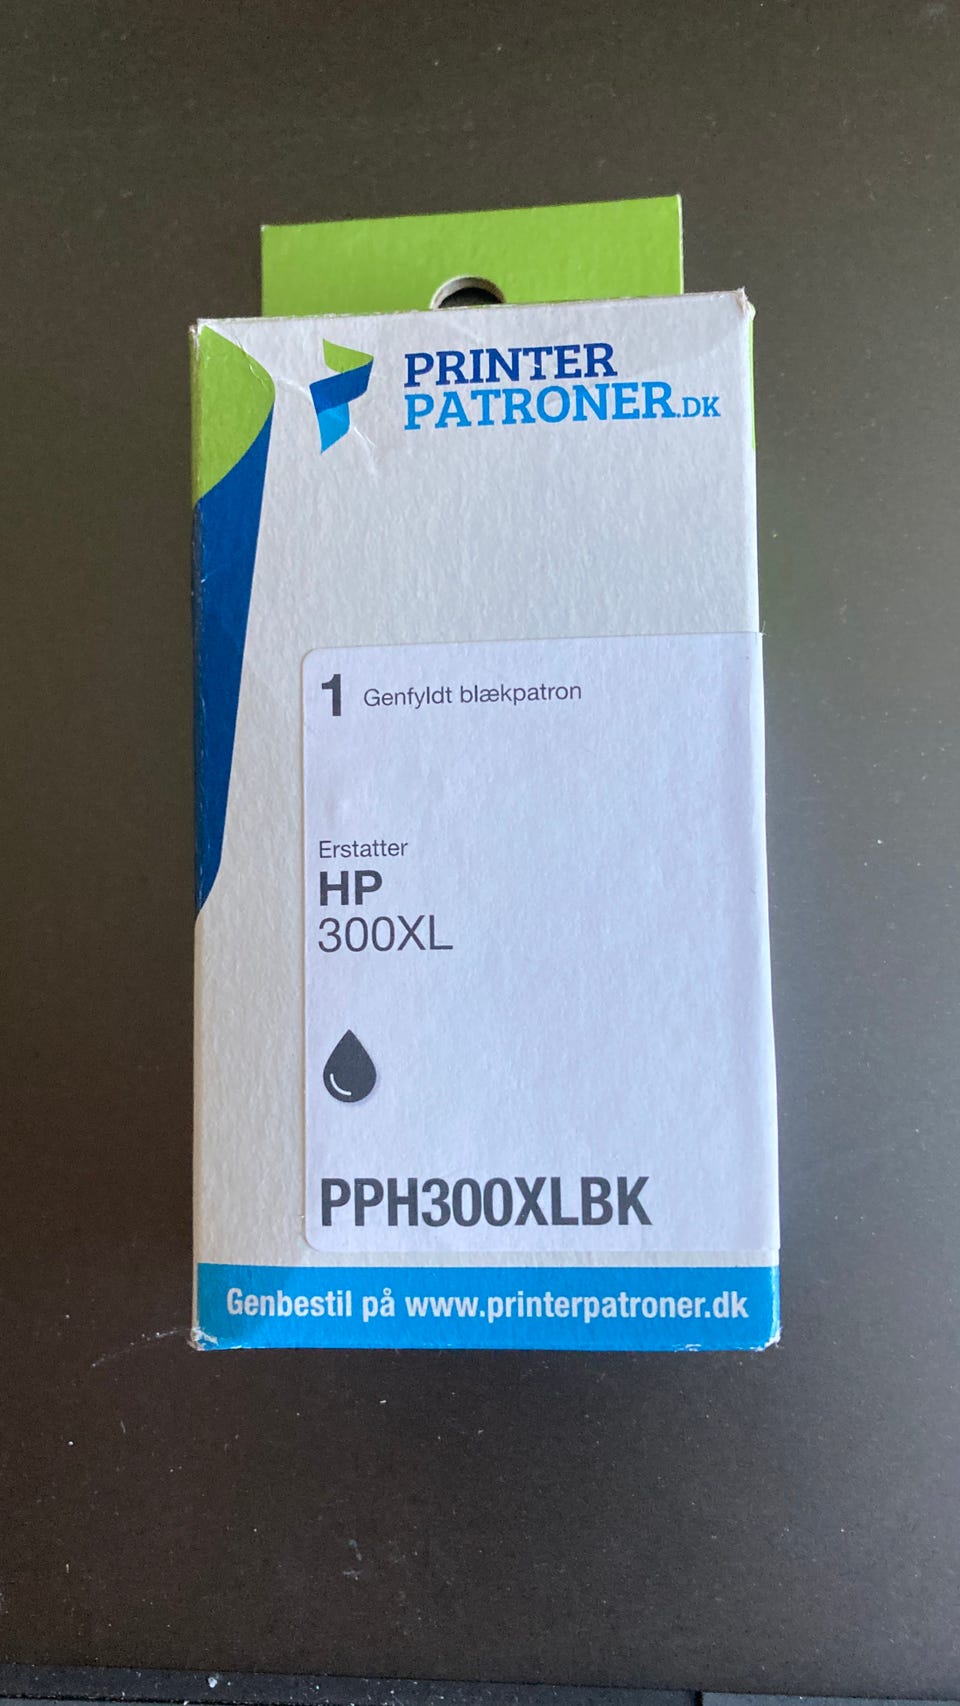 PRINTER
PATRONER.DK
1 Genfyldt blækpatron
Erstatter
HP
300XL
PPH300XLBK
Genbestil på www.printerpatroner.dk